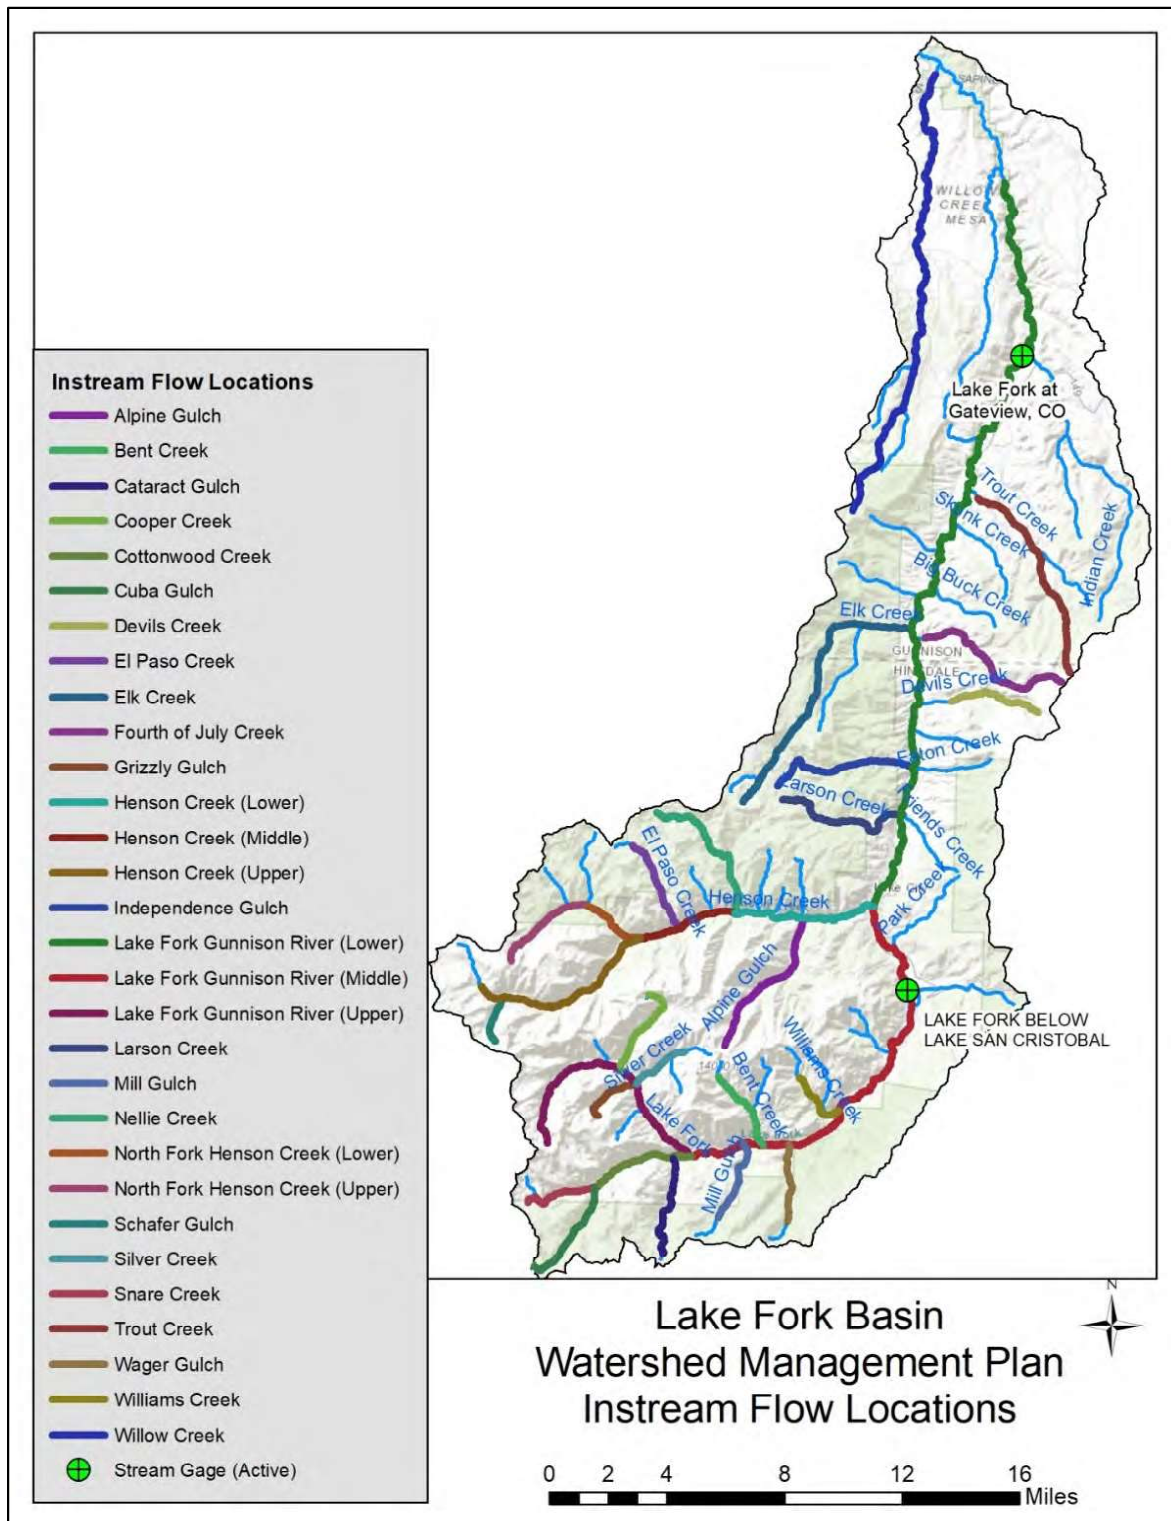 SAPINE
WILLOW
CREEK
MESA
Lake Fork at
Gateview, CO
Trout Creek
Skunk Creek
Indian Creek
Big Buck Creek
Elk Creek
GUNNISON
HINSDALE
Devils Creek
Eaton Creek
Larson Creek
Friends Creek
El Paso Creek
Henson Creek
Park Creek
Alpine Gulch
LAKE FORK BELOW
LAKE SAN CRISTOBAL
Silver Creek
Williams Creek
Bent Creek
Lake Fork
Mill Gulch
Instream Flow Locations
Alpine Gulch
Bent Creek
Cataract Gulch
Cooper Creek
Cottonwood Creek
Cuba Gulch
Devils Creek
El Paso Creek
Elk Creek
Fourth of July Creek
Grizzly Gulch
Henson Creek (Lower)
Henson Creek (Middle)
Henson Creek (Upper)
Independence Gulch
Lake Fork Gunnison River (Lower)
Lake Fork Gunnison River (Middle)
Lake Fork Gunnison River (Upper)
Larson Creek
Mill Gulch
Nellie Creek
North Fork Henson Creek (Lower)
North Fork Henson Creek (Upper)
Schafer Gulch
Silver Creek
Snare Creek
Trout Creek
Wager Gulch
Williams Creek
Willow Creek
Stream Gage (Active)
Lake Fork Basin
Watershed Management Plan
Instream Flow Locations
N
0 2 4 8 12 16
Miles